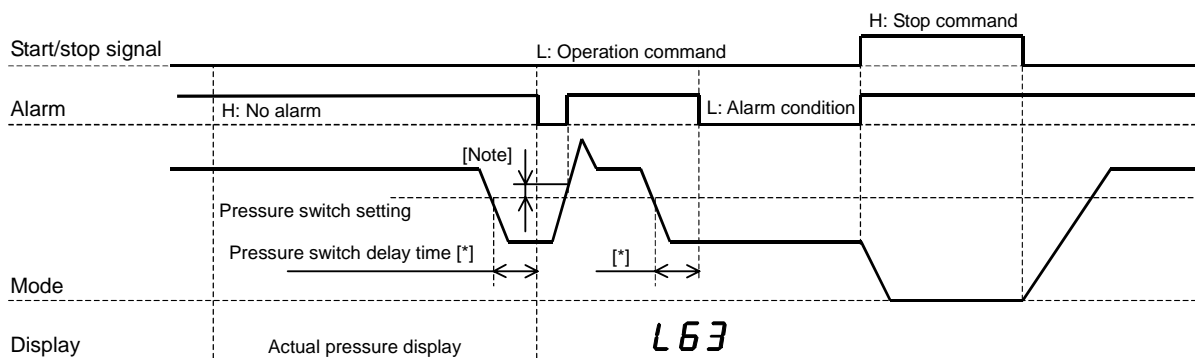 H: Stop command
Start/stop signal
L: Operation command
Alarm
H: No alarm
L: Alarm condition
[Note]
Pressure switch setting
Pressure switch delay time [*]
[*]
Mode
Display
Actual pressure display
L63